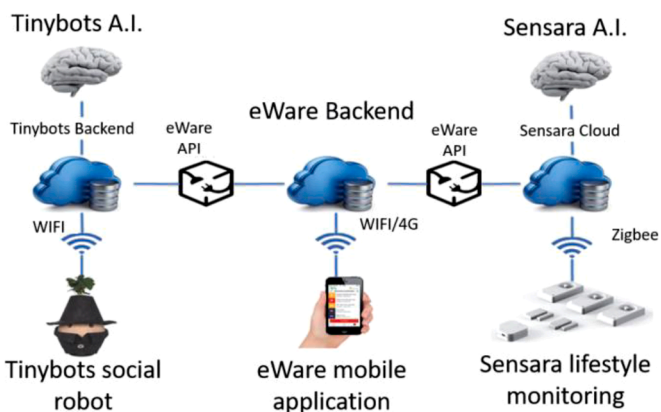 Tinybots A.I.
Sensara A.I.
Tinybots Backend
eWare
API
eWare Backend
eWare
API
Sensara Cloud
WIFI
WIFI/4G
Zigbee
Tinybots social
robot
eWare mobile
application
Sensara lifestyle
monitoring